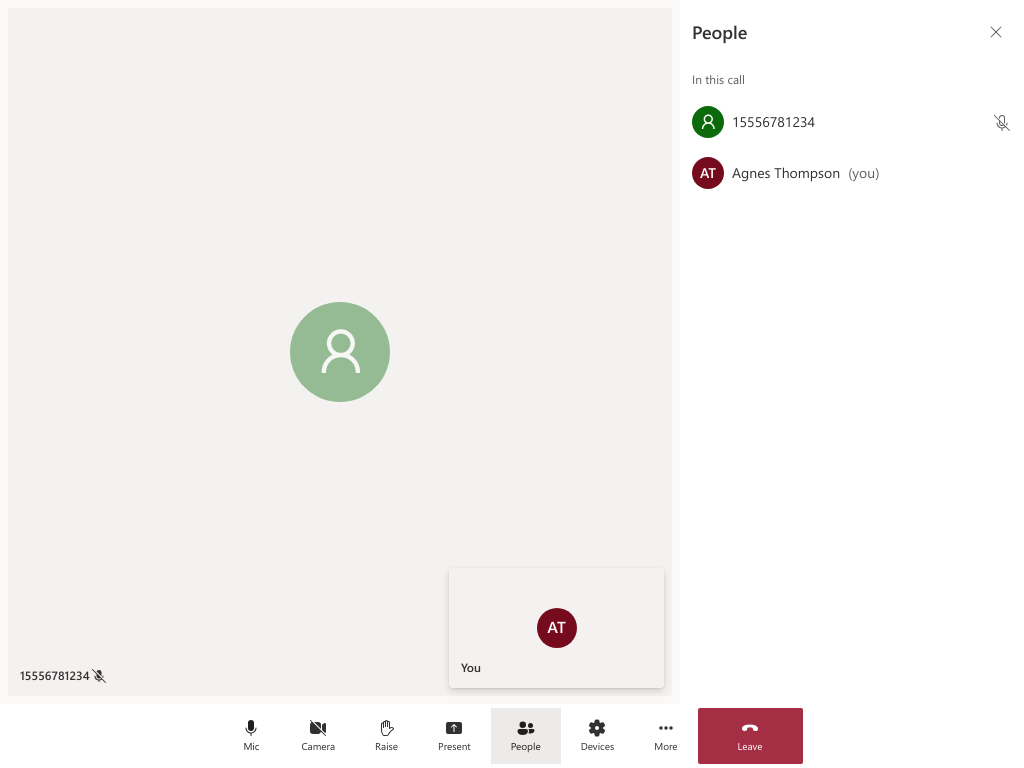 People
In this call
15556781234
AT Agnes Thompson (you)
AT
You
15556781234
Mic Camera Raise Present People Devices More Leave